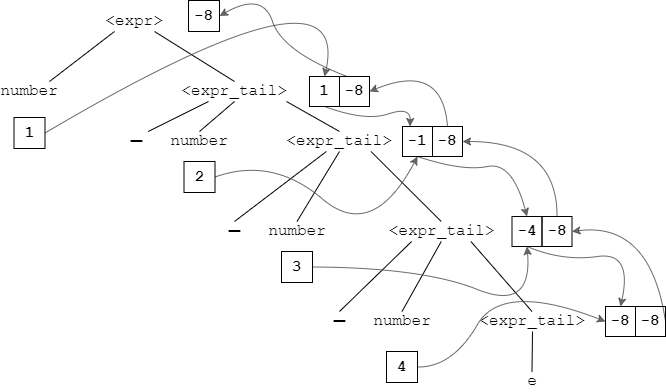 <expr>
-8
number
<expr_tail>
1 -8
1
—
number
<expr_tail>
-1 -8
2
—
number
<expr_tail>
-4 -8
3
—
number
<expr_tail>
-8 -8
4
e